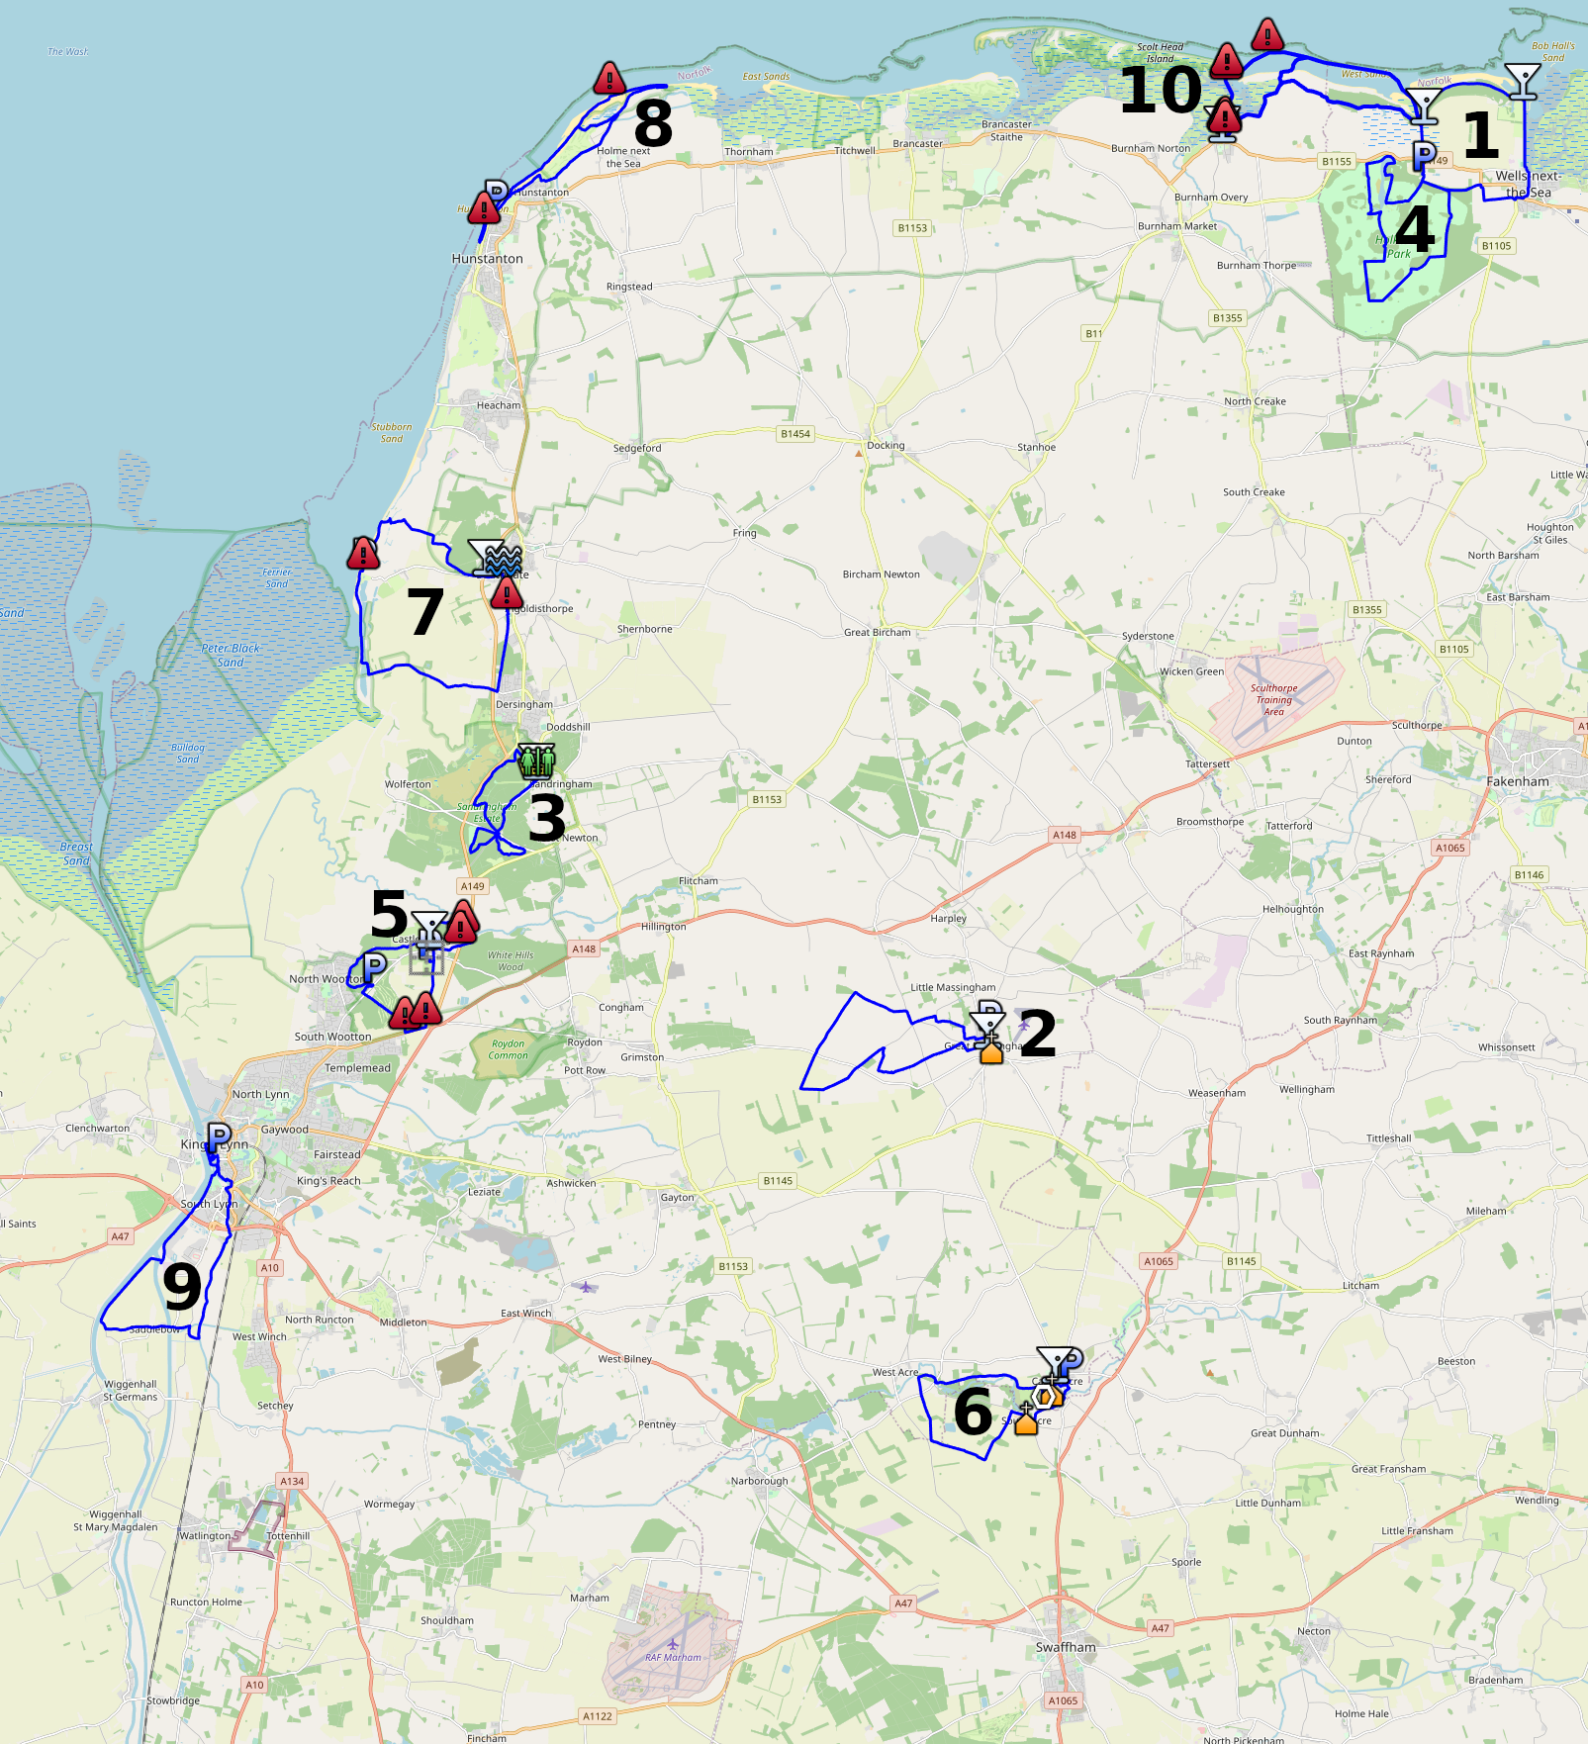 The Wash
Scolt Head
Island
Bob Hall's
Sand
Norfolk
East Sands
West Sand
Norfolk
10
8
1
Brancaster
Staithe
Holme next
the Sea
Thornham
Titchwell
Brancaster
Burnham Norton
B1155
P
P
Hunstanton
Burnham Overy
Wells-next-
the Sea
B1153
Burnham Market
4
Park
B1105
Hunstanton
Burnham Thorpe
Ringstead
B1355
B11
Heacham
North Creake
Stubborn
Sand
B1454
Docking
Sedgeford
Stanhoe
Little Wa
South Creake
Fring
Houghton
St Giles
North Barsham
Ferrier
Sand
Bircham Newton
Sand
7
East Barsham
B1355
Shernborne
Great Bircham
Syderstone
Peter Black
Sand
B1105
Wicken Green
Sculthorpe
Training
Area
Dersingham
Doddshill
Sculthorpe
A1
Bulldog
Sand
Dunton
Tattersett
Shereford
Wolferton
Sandringham
Fakenham
B1153
3
Estate
Broomsthorpe
Tatterford
A148
Newton
Breast
Sand
A1065
A149
Flitcham
B1146
5
Helhoughton
Harpley
Hillington
A148
East Raynham
White Hills
Wood
P
North Wootton
Little Massingham
Congham
P
2
South Raynham
South Wootton
Roydon
Common
Roydon
Grimston
Whissonsett
Templemead
Pott Row
Weasenham
Wellingham
North Lynn
Clenchwarton
Gaywood
P
King's Lynn
Tittleshall
Fairstead
King's Reach
B1145
Ashwicken
Leziate
Gayton
South Lynn
Mileham
ll Saints
A47
A10
B1153
A1065
B1145
9
Litcham
East Winch
North Runcton
Middleton
Saddlebow
West Winch
West Bilney
Beeston
P
West Acre
Wiggenhall
St Germans
Setchey
6
Pentney
Great Dunham
Great Fransham
A134
Narborough
Wormegay
Little Dunham
Wendling
Wiggenhall
St Mary Magdalen
Watlington
Tottenhill
Little Fransham
Sporle
Marham
Runcton Holme
A47
Shouldham
A47
Necton
RAF Marham
Swaffham
A10
Bradenham
Stowbridge
A1065
A1122
Holme Hale
Fincham
North Pickenham